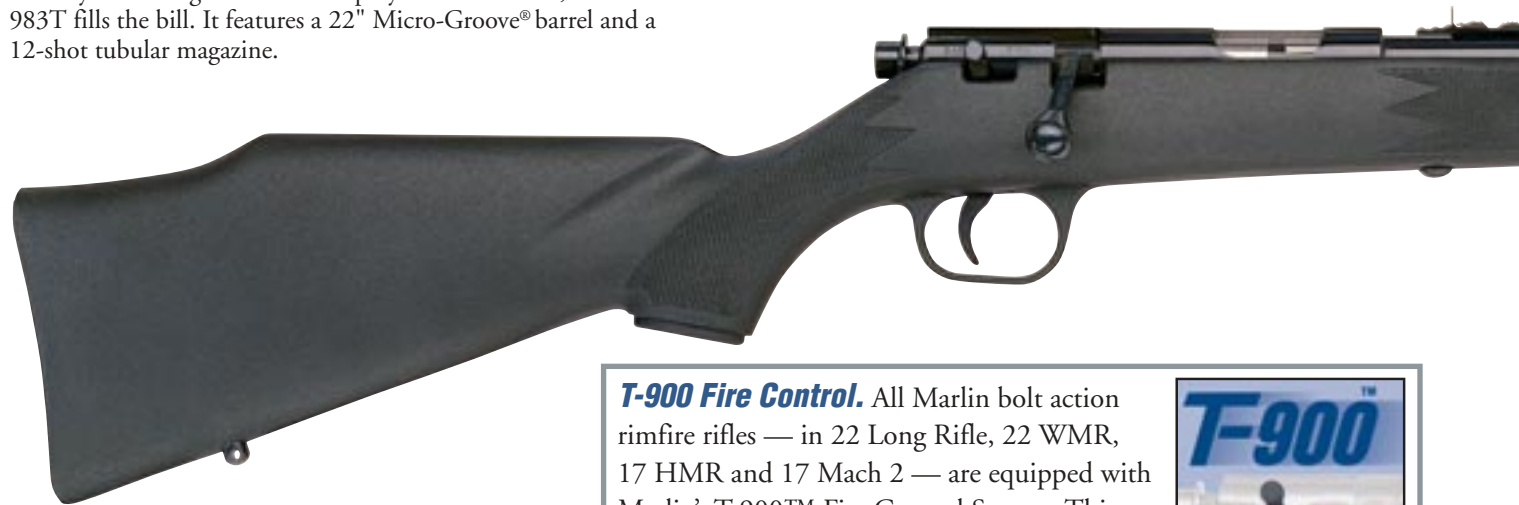 983T fills the bill. It features a 22" Micro-Groove® barrel and a
12-shot tubular magazine.
T-900 Fire Control. All Marlin bolt action
rimfire rifles — in 22 Long Rifle, 22 WMR,
17 HMR and 17 Mach 2 — are equipped with
T-900™